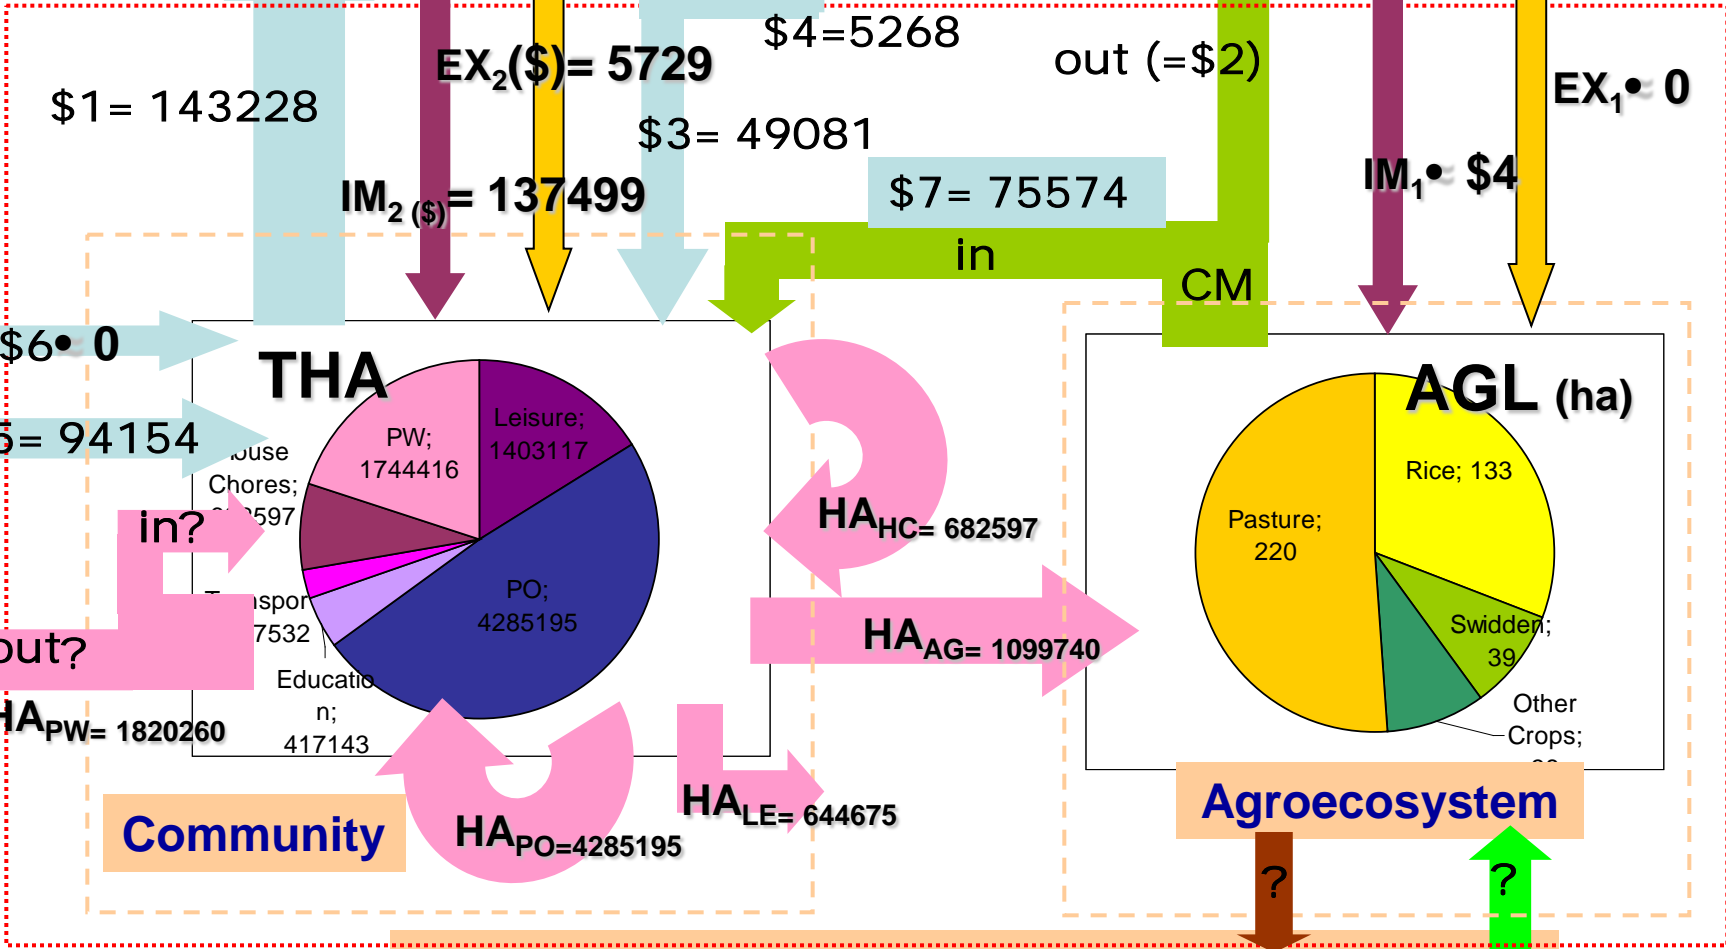 $4=5268
out (=$2)
EX2($)= 5729
EX1• 0
$1= 143228
$3= 49081
IM1• $4
IM2 ($)= 137499
$7= 75574
in
CM
$6• 0
THA
AGL (ha)
Leisure;
1403117
PW;
1744416
= 94154
Chores;
Rice; 133
Pasture;
220
HAHC= 682597
in?
PO;
4285195
7532
HAAG= 1099740
Swidden;
39
out?
Educatio
n;
417143
Other
Crops;
HAPW= 1820260
HALE= 644675
Agroecosystem
Community
HAPO=4285195
?
?